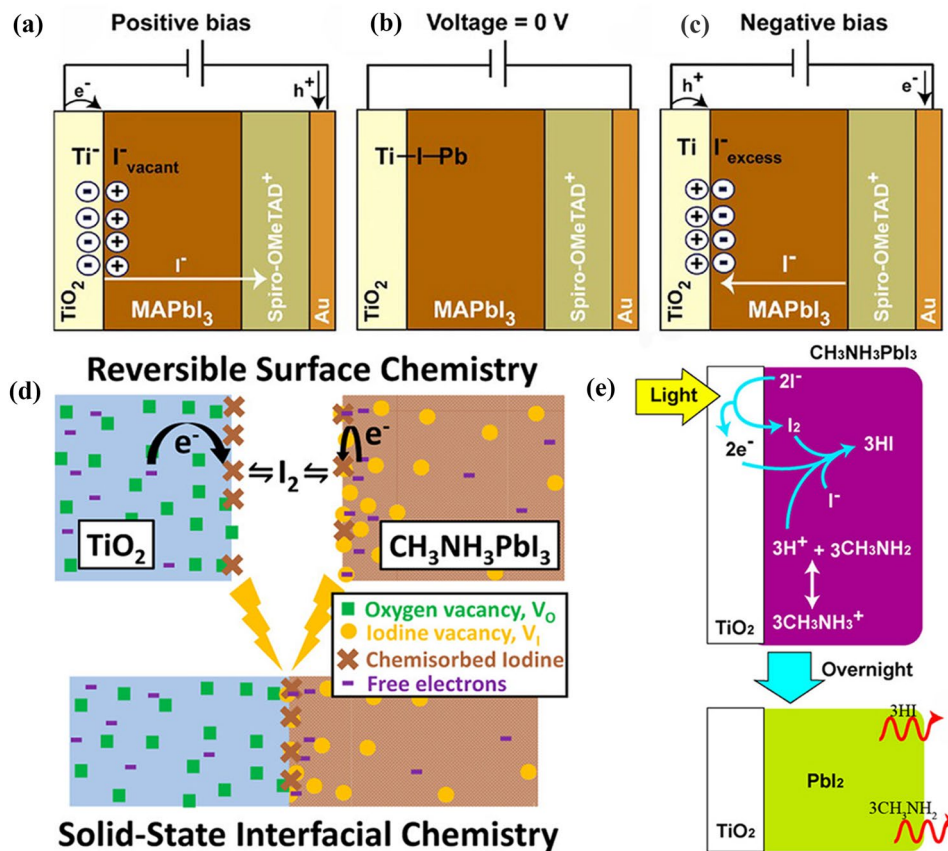 (a)
Positive bias
e⁻
h⁺
Ti⁻
I⁻vacant
I⁻
TiO₂
MAPbI₃
Spiro-OMeTAD⁺
Au
(b)
Voltage = 0 V
Ti–I–Pb
TiO₂
MAPbI₃
Spiro-OMeTAD⁺
Au
(c)
Negative bias
h⁺
e⁻
Ti
I⁻excess
I⁻
TiO₂
MAPbI₃
Spiro-OMeTAD⁺
Au
(d)
Reversible Surface Chemistry
e⁻
⇋ I₂ ⇋
e⁻
TiO₂
CH₃NH₃PbI₃
Oxygen vacancy, V₀
Iodine vacancy, Vᵢ
Chemisorbed Iodine
Free electrons
Solid-State Interfacial Chemistry
(e)
CH₃NH₃PbI₃
Light
2I⁻
I₂
2e⁻
3HI
I⁻
3H⁺ + 3CH₃NH₂
3CH₃NH₃⁺
TiO₂
Overnight
3HI
PbI₂
3CH₃NH₂
TiO₂